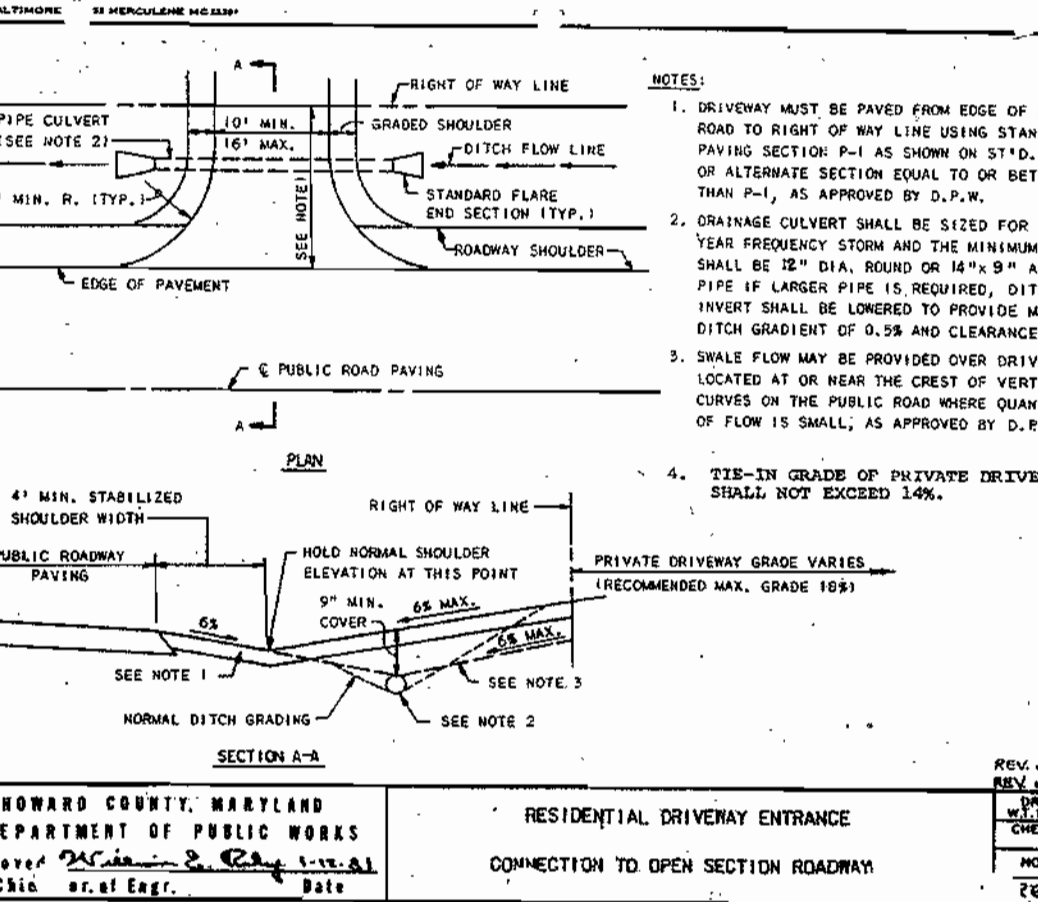 ALTIMORE
A
RIGHT OF WAY LINE
PIPE CULVERT
(SEE NOTE 2)
10' MIN.
16' MAX.
GRADED SHOULDER
DITCH FLOW LINE
MIN. R. (TYP.)
SEE NOTE 1
STANDARD FLARE
END SECTION (TYP.)
ROADWAY SHOULDER
EDGE OF PAVEMENT
℄ PUBLIC ROAD PAVING
A
PLAN
NOTES:
1. DRIVEWAY MUST BE PAVED FROM EDGE OF
ROAD TO RIGHT OF WAY LINE USING STAN
PAVING SECTION P-1 AS SHOWN ON ST'D.
OR ALTERNATE SECTION EQUAL TO OR BET
THAN P-1, AS APPROVED BY D.P.W.
2. DRAINAGE CULVERT SHALL BE SIZED FOR
YEAR FREQUENCY STORM AND THE MINIMUM
SHALL BE 12" DIA. ROUND OR 14"x 9" A
PIPE IF LARGER PIPE IS REQUIRED, DIT
INVERT SHALL BE LOWERED TO PROVIDE M
DITCH GRADIENT OF 0.5% AND CLEARANCE
3. SWALE FLOW MAY BE PROVIDED OVER DRIV
LOCATED AT OR NEAR THE CREST OF VERT
CURVES ON THE PUBLIC ROAD WHERE QUAN
OF FLOW IS SMALL, AS APPROVED BY D.P
4. TIE-IN GRADE OF PRIVATE DRIVE
SHALL NOT EXCEED 14%.
4' MIN. STABILIZED
SHOULDER WIDTH
RIGHT OF WAY LINE
PUBLIC ROADWAY
PAVING
HOLD NORMAL SHOULDER
ELEVATION AT THIS POINT
PRIVATE DRIVEWAY GRADE VARIES
(RECOMMENDED MAX. GRADE 18%)
9" MIN.
COVER
6% MAX.
6%
6% MAX.
SEE NOTE 1
SEE NOTE 3
NORMAL DITCH GRADING
SEE NOTE 2
SECTION A-A
REV.
REV.
HOWARD COUNTY, MARYLAND
DEPARTMENT OF PUBLIC WORKS
1-12-81
Engr. Date
RESIDENTIAL DRIVEWAY ENTRANCE
CONNECTION TO OPEN SECTION ROADWAY
DR
W.T.
CHE
NO